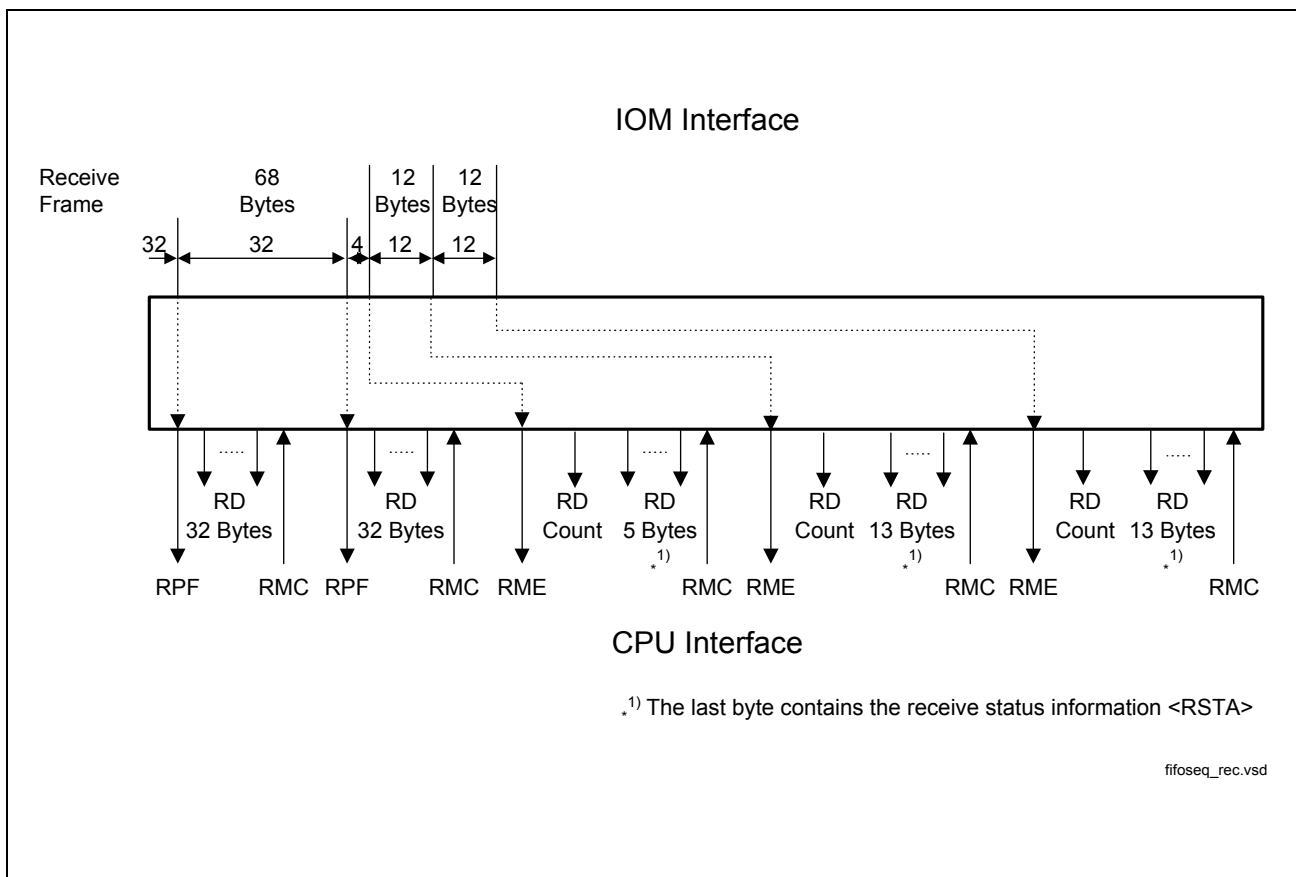 IOM Interface
Receive 68 12 12
Frame Bytes Bytes Bytes
32 32 4 12 12
..... ..... ..... ..... .....
RD RD RD RD RD RD RD RD
32 Bytes 32 Bytes Count 5 Bytes Count 13 Bytes Count 13 Bytes
*1) *1) *1)
RPF RMC RPF RMC RME RMC RME RMC RME RMC
CPU Interface
*1) The last byte contains the receive status information <RSTA>
fifoseq_rec.vsd